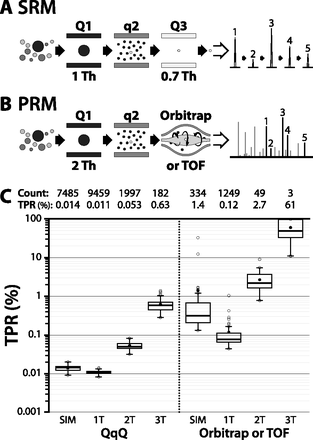 A SRM
Q1 q2 Q3
1 2 3 4 5
1 Th 0.7 Th
B PRM
Q1 q2 Orbitrap
1 2 3 4 5
2 Th or TOF
C Count: 7485 9459 1997 182 334 1249 49 3
TPR (%): 0.014 0.011 0.053 0.63 1.4 0.12 2.7 61
TPR (%)
100
10
1
0.1
0.01
0.001
SIM 1T 2T 3T SIM 1T 2T 3T
QqQ Orbitrap or TOF